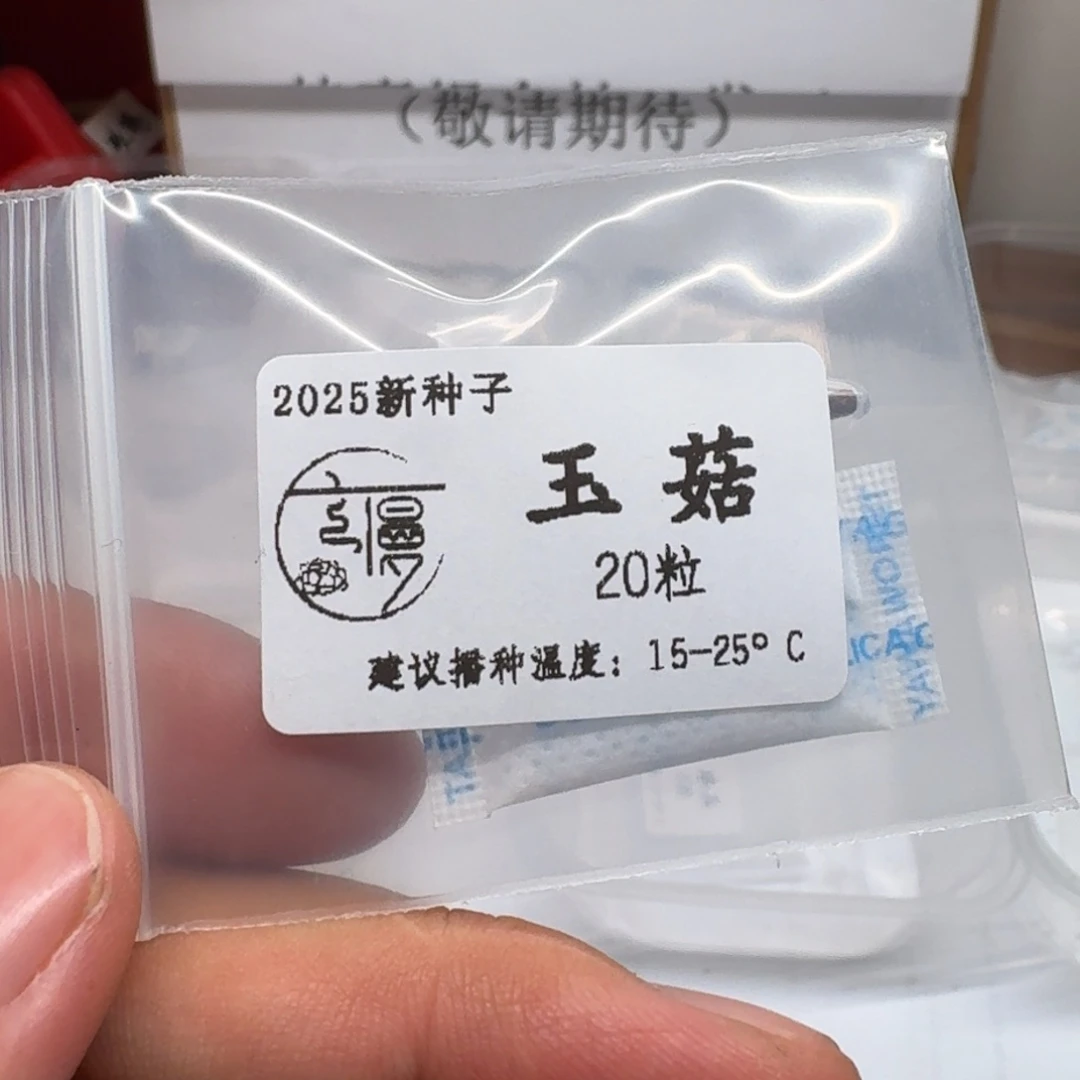 （敬请期待）
2025新种子
玉菇
20粒
建议播种温度：15-25° C